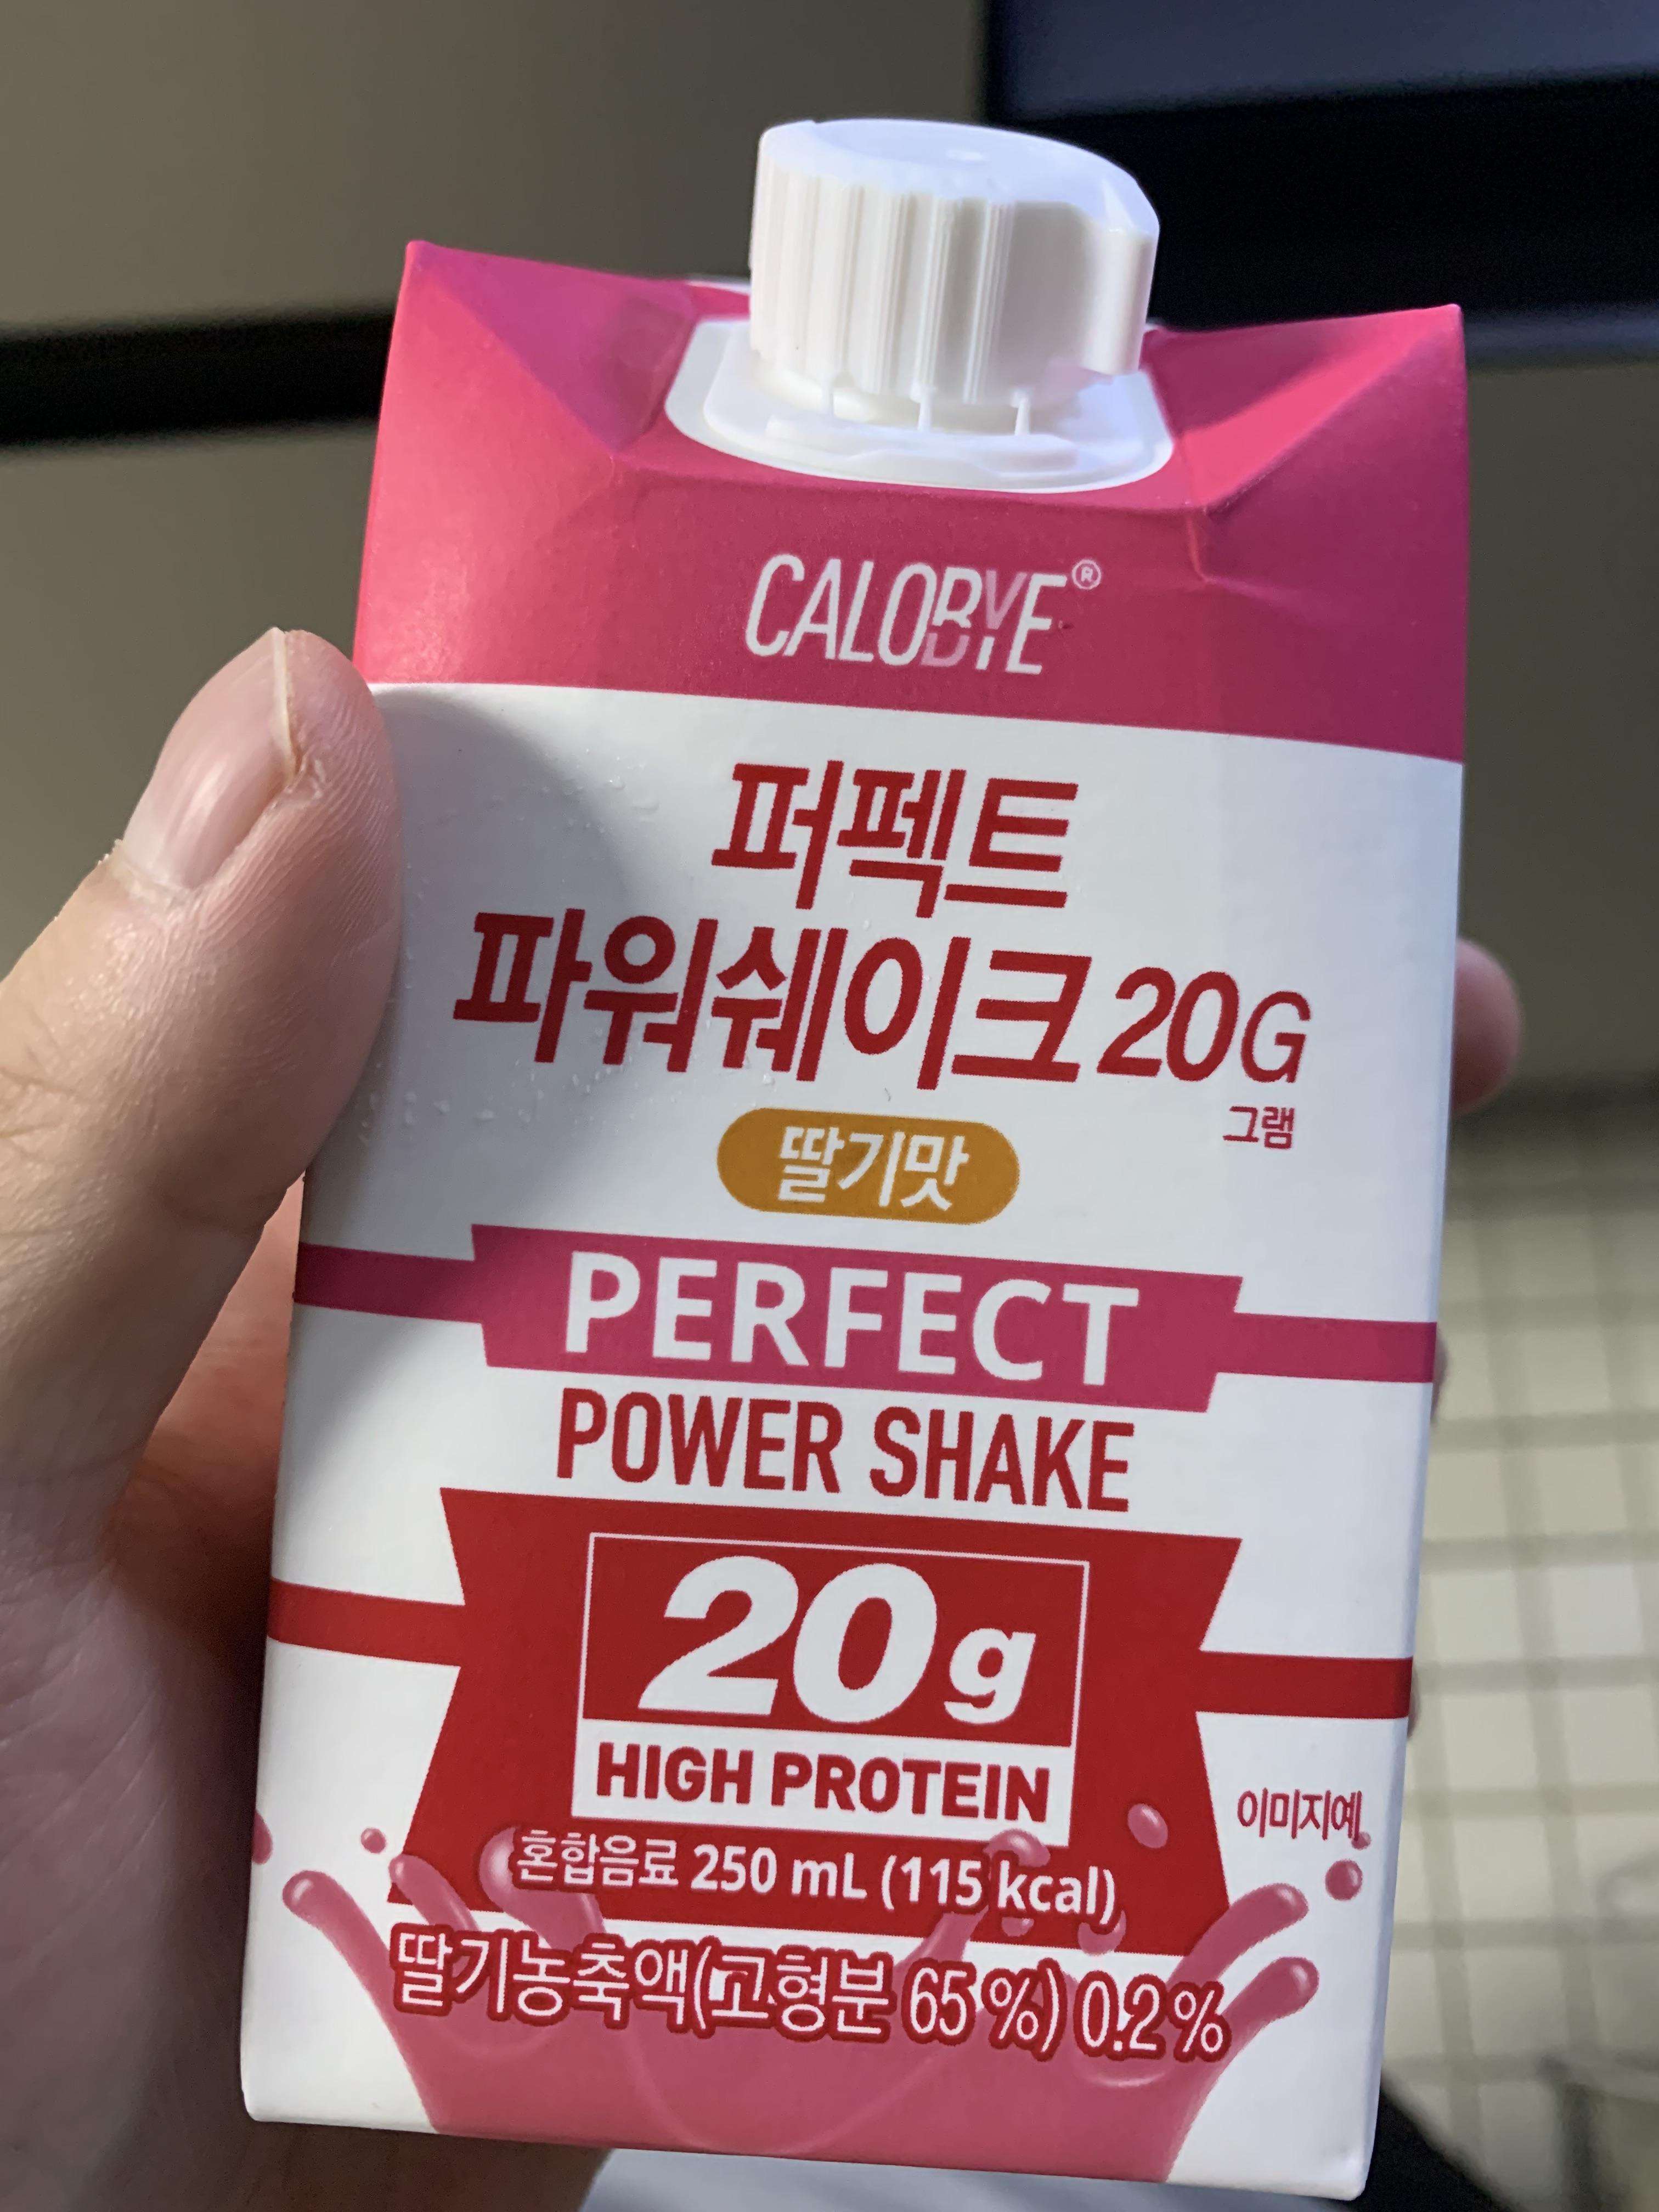 CALOBYE®
퍼펙트
파워쉐이크 20G
그램
딸기맛
PERFECT
POWER SHAKE
20g
HIGH PROTEIN
이미지예
혼합음료 250 mL (115 kcal)
딸기농축액(고형분 65 %) 0.2 %